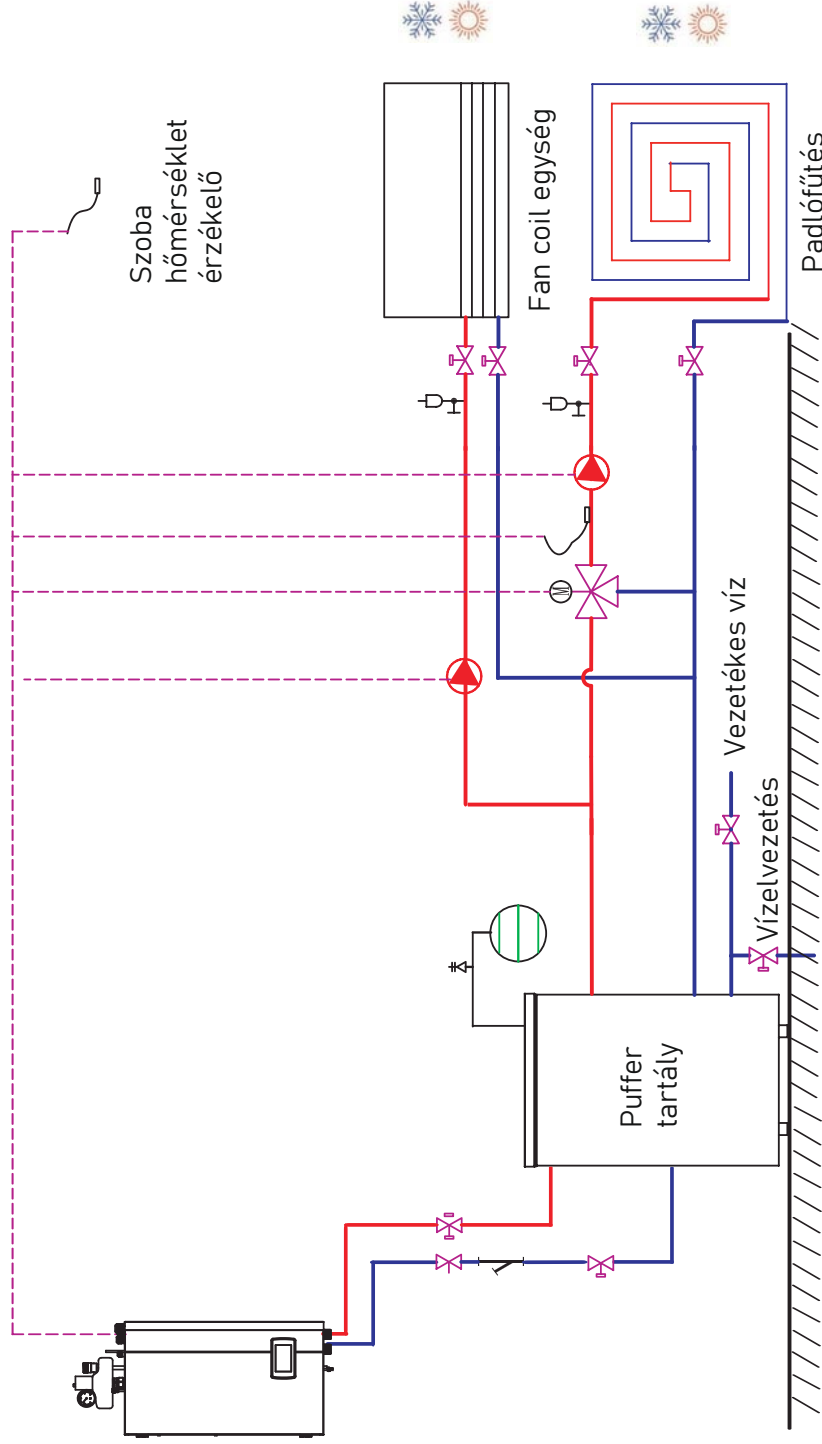 Szoba
hőmérséklet
érzékelő
Fan coil egység
Padlófűtés
Vezetékes víz
Vízelvezetés
Puffer
tartály
M